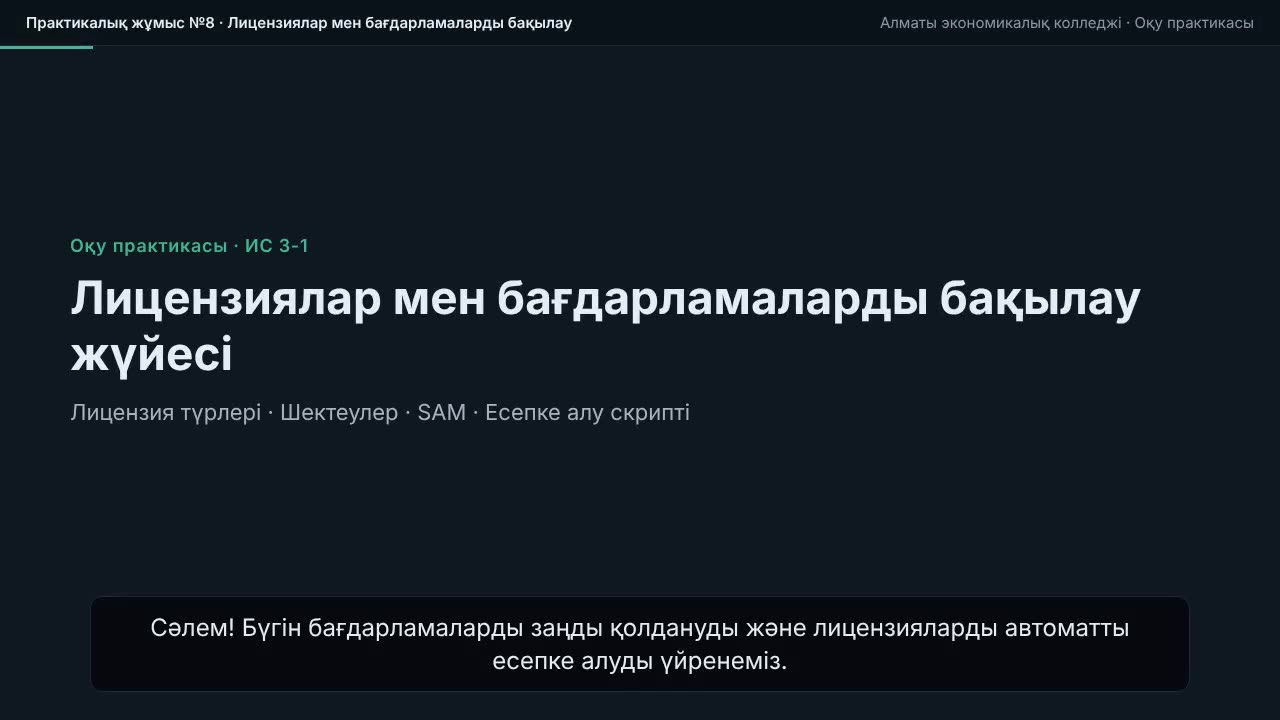 Практикалық жұмыс №8 · Лицензиялар мен бағдарламаларды бақылау
Алматы экономикалық колледжі · Оқу практикасы
Оқу практикасы · ИС 3-1
Лицензиялар мен бағдарламаларды бақылау
жүйесі
Лицензия түрлері · Шектеулер · SAM · Есепке алу скрипті
Сәлем! Бүгін бағдарламаларды заңды қолдануды және лицензияларды автоматты
есепке алуды үйренеміз.